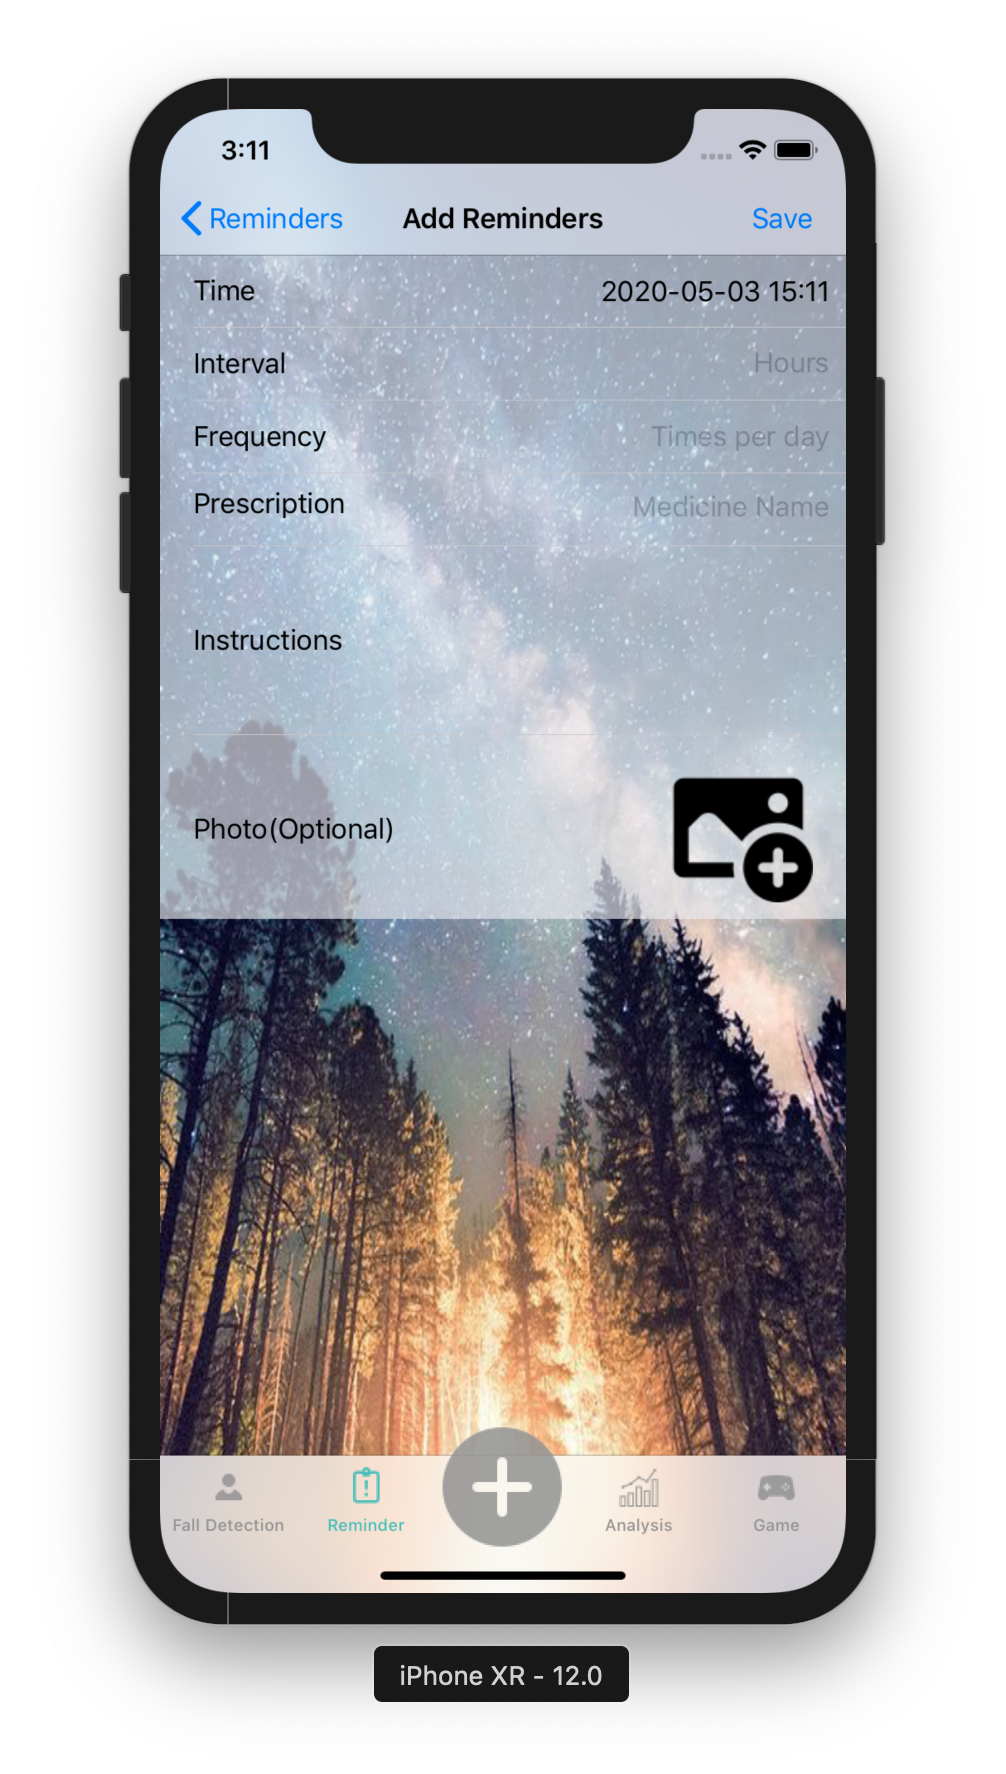 3:11
Reminders Add Reminders Save
Time 2020-05-03 15:11
Interval Hours
Frequency Times per day
Prescription Medicine Name
Instructions
Photo(Optional)
Fall Detection Reminder Analysis Game
iPhone XR - 12.0